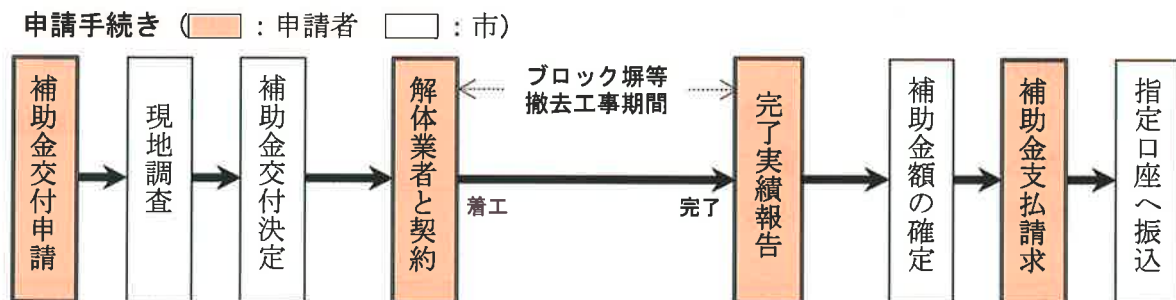 申請手続き（　：申請者　：市）
補助金交付申請
現地調査
補助金交付決定
解体業者と契約
ブロック塀等
撤去工事期間
着工
完了
完了実績報告
補助金額の確定
補助金支払請求
指定口座へ振込